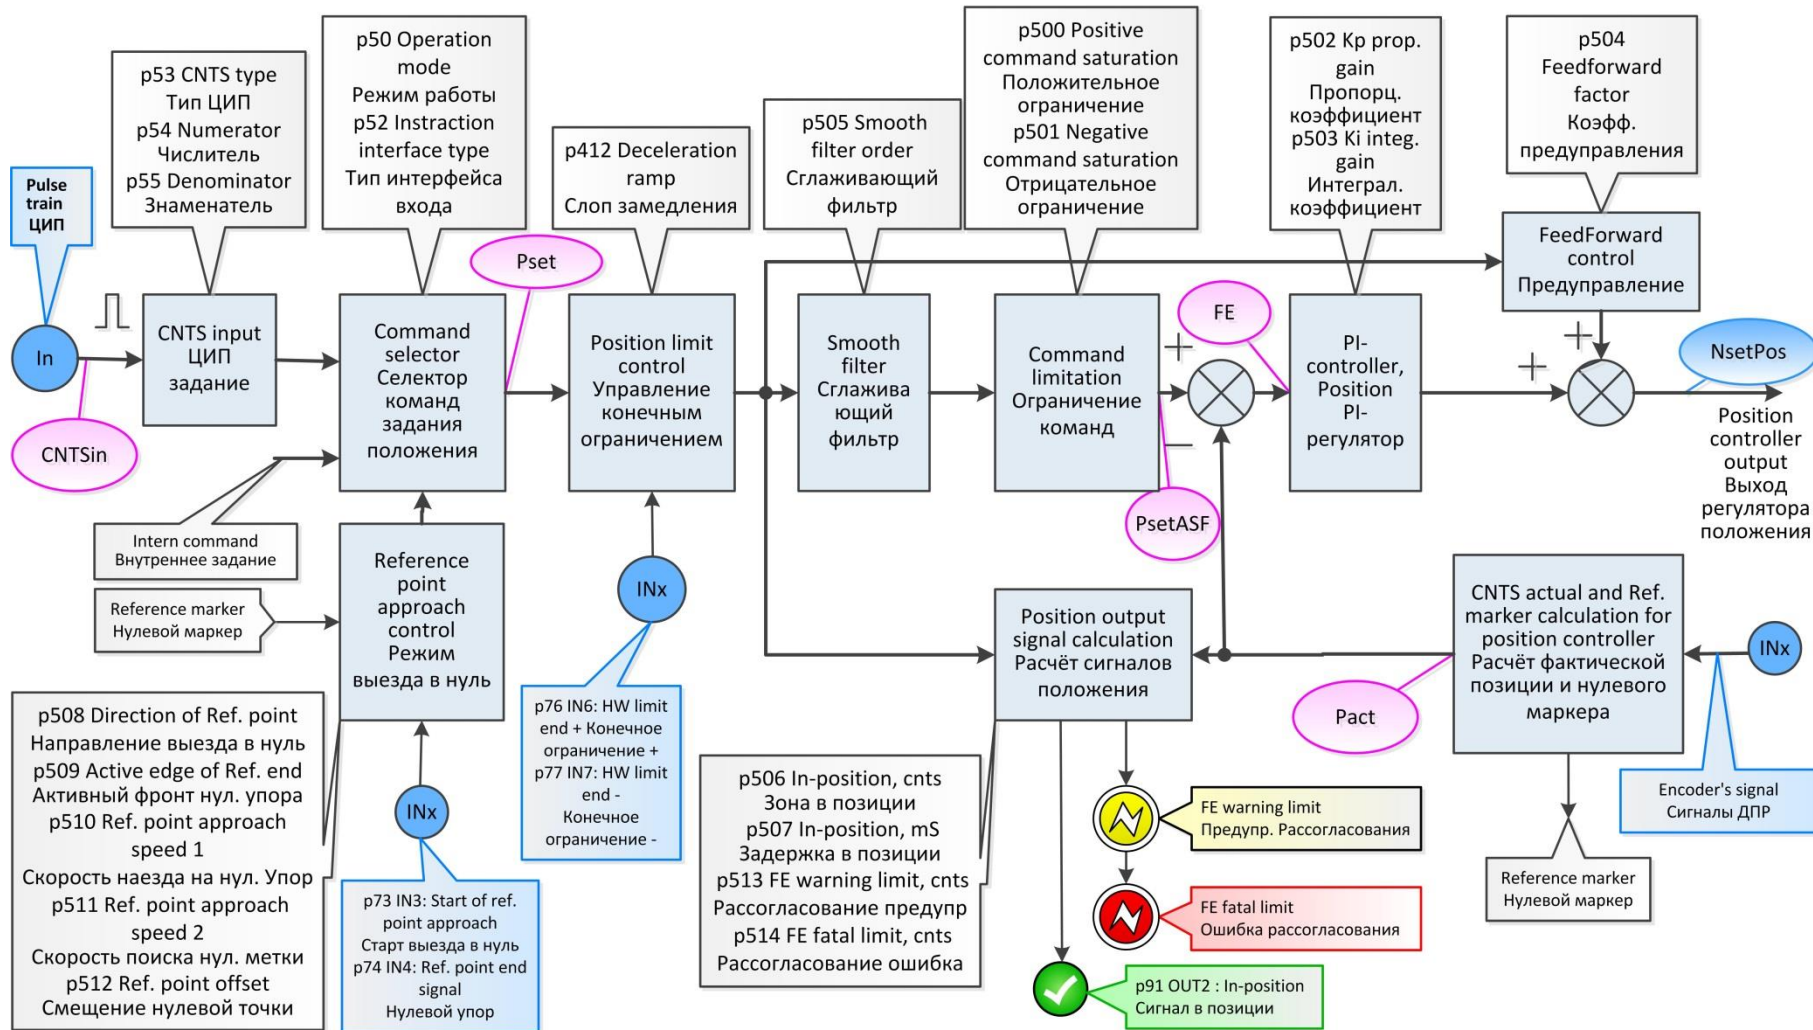 p53 CNTS type
Тип ЦИП
p54 Numerator
Числитель
p55 Denominator
Знаменатель
p50 Operation
mode
Режим работы
p52 Instraction
interface type
Тип интерфейса
входа
p412 Deceleration
ramp
Слоп замедления
p505 Smooth
filter order
Сглаживающий
фильтр
p500 Positive
command saturation
Положительное
ограничение
p501 Negative
command saturation
Отрицательное
ограничение
p502 Kp prop.
gain
Пропорц.
коэффициент
p503 Ki integ.
gain
Интеграл.
коэффициент
p504
Feedforward
factor
Коэфф.
предуправления
Pulse
train
ЦИП
In
CNTSin
CNTS input
ЦИП
задание
Command
selector
Селектор
команд
задания
положения
Pset
Position limit
control
Управление
конечным
ограничением
Smooth
filter
Сглажива
ющий
фильтр
Command
limitation
Ограничение
команд
+
−
PsetASF
FE
PI-
controller,
Position
PI-
регулятор
FeedForward
control
Предуправление
+
+
NsetPos
Position
controller
output
Выход
регулятора
положения
Intern command
Внутреннее задание
Reference marker
Нулевой маркер
Reference
point
approach
control
Режим
выезда в нуль
INx
p76 IN6: HW limit
end + Конечное
ограничение +
p77 IN7: HW limit
end -
Конечное
ограничение -
Position output
signal calculation
Расчёт сигналов
положения
Pact
CNTS actual and Ref.
marker calculation for
position controller
Расчёт фактической
позиции и нулевого
маркера
INx
Encoder's signal
Сигналы ДПР
Reference marker
Нулевой маркер
p508 Direction of Ref. point
Направление выезда в нуль
p509 Active edge of Ref. end
Активный фронт нул. упора
p510 Ref. point approach
speed 1
Скорость наезда на нул. Упор
p511 Ref. point approach
speed 2
Скорость поиска нул. метки
p512 Ref. point offset
Смещение нулевой точки
INx
p73 IN3: Start of ref.
point approach
Старт выезда в нуль
p74 IN4: Ref. point end
signal
Нулевой упор
p506 In-position, cnts
Зона в позиции
p507 In-position, mS
Задержка в позиции
p513 FE warning limit, cnts
Рассогласование предупр
p514 FE fatal limit, cnts
Рассогласование ошибка
FE warning limit
Предупр. Рассогласования
FE fatal limit
Ошибка рассогласования
p91 OUT2 : In-position
Сигнал в позиции